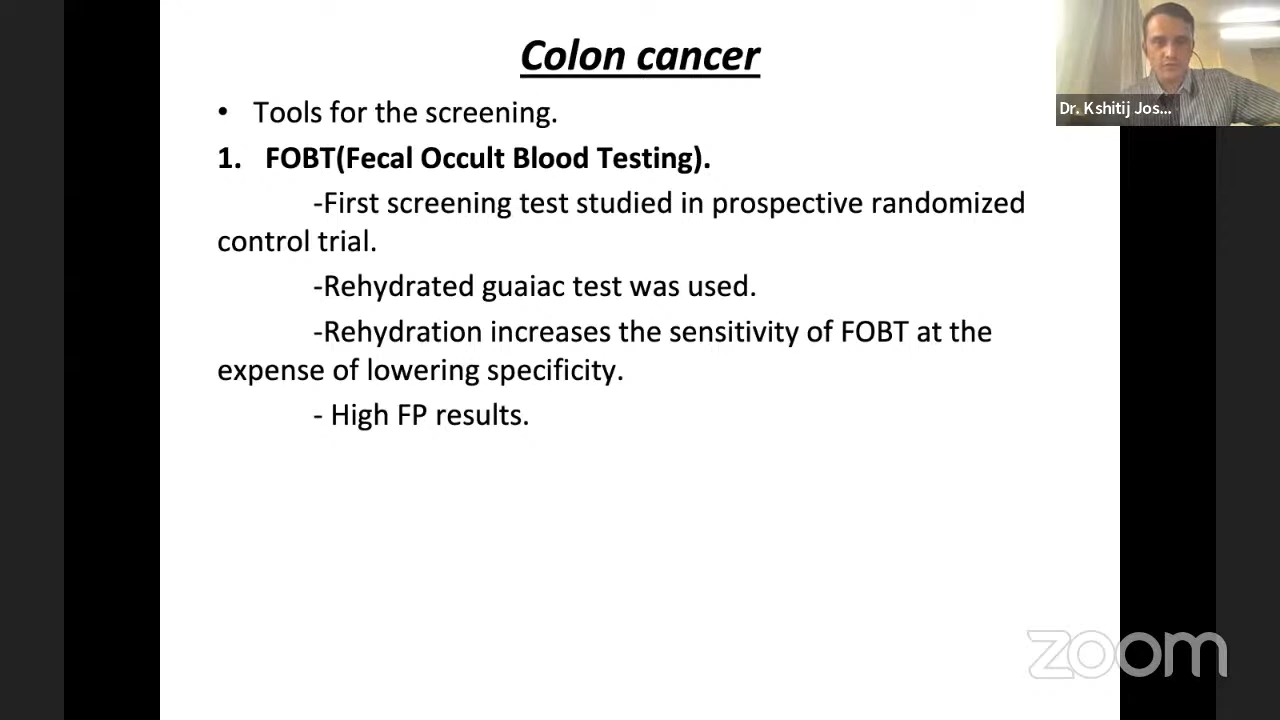 Colon cancer
• Tools for the screening.
1. FOBT(Fecal Occult Blood Testing).
-First screening test studied in prospective randomized
control trial.
-Rehydrated guaiac test was used.
-Rehydration increases the sensitivity of FOBT at the
expense of lowering specificity.
- High FP results.
Dr. Kshitij Jos...
zoom